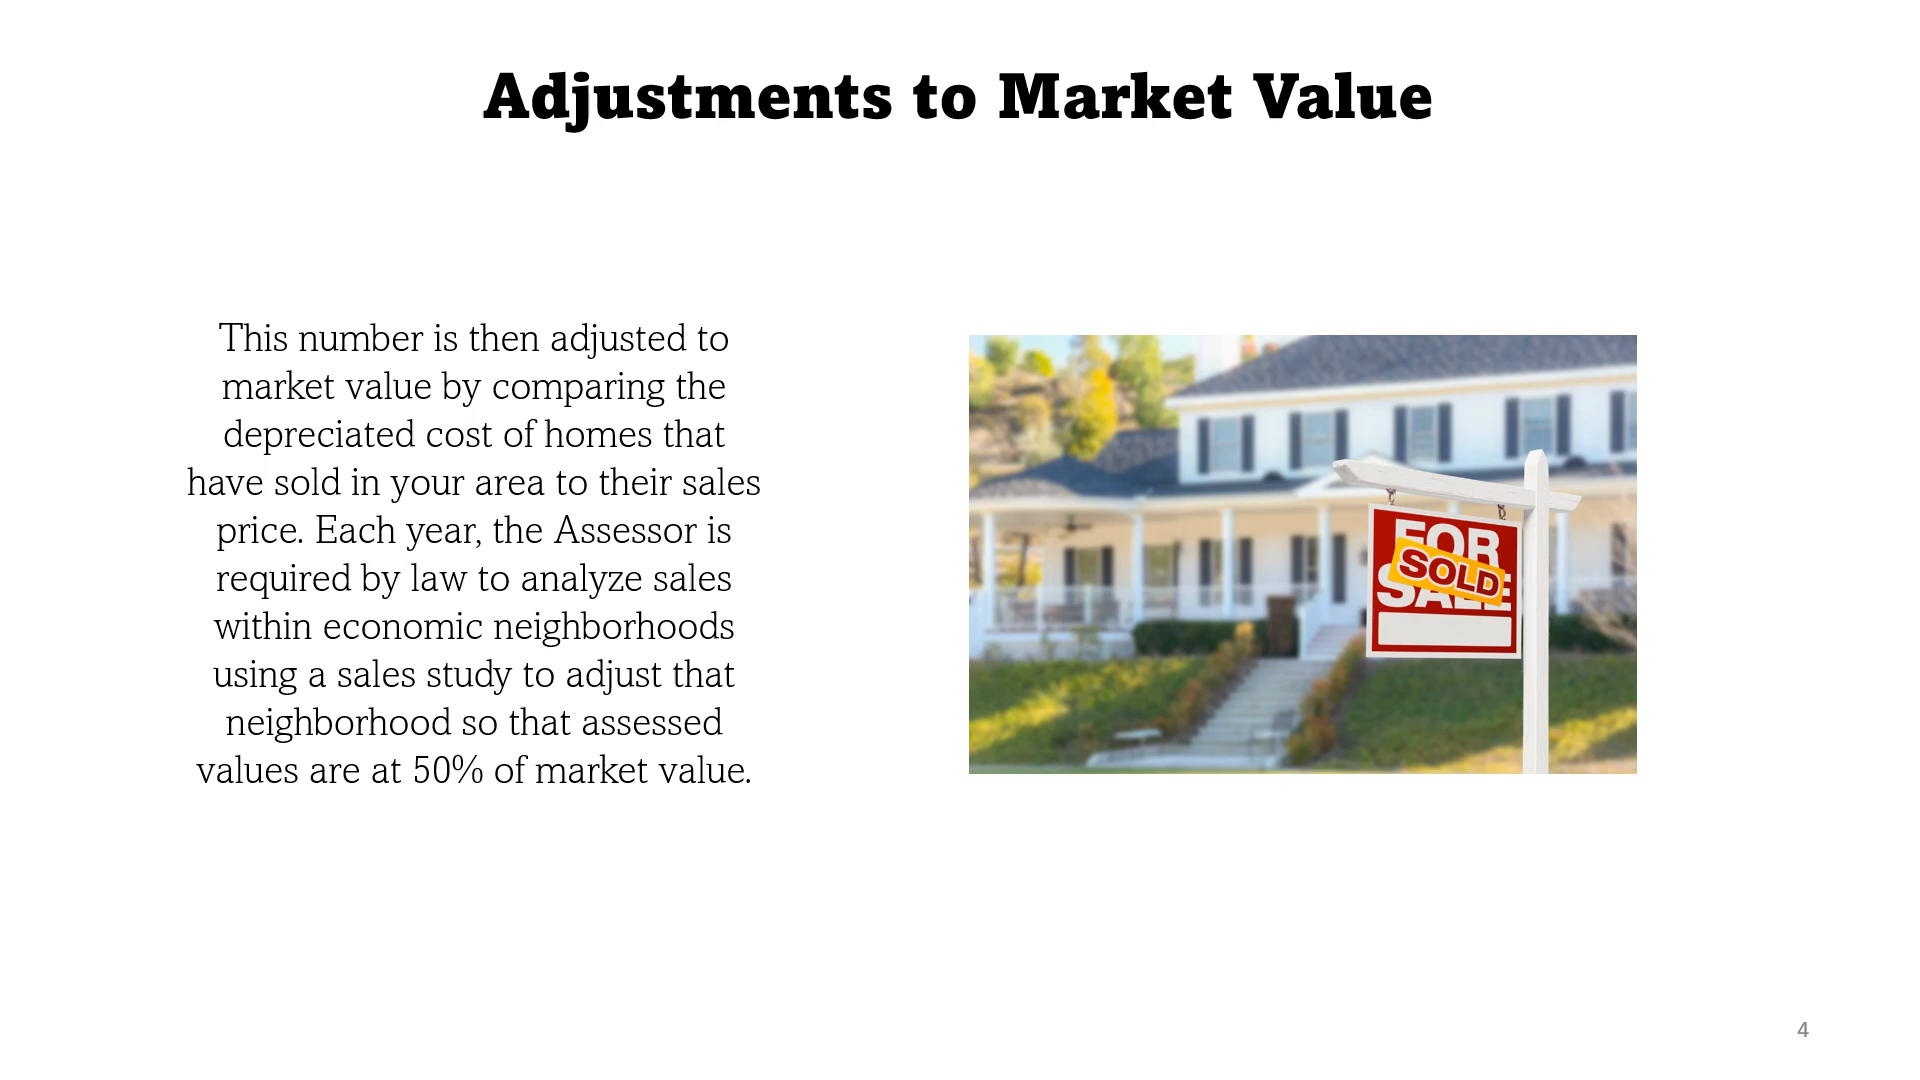 Adjustments to Market Value
This number is then adjusted to
market value by comparing the
depreciated cost of homes that
have sold in your area to their sales
price. Each year, the Assessor is
required by law to analyze sales
within economic neighborhoods
using a sales study to adjust that
neighborhood so that assessed
values are at 50% of market value.
FOR
SOLD
SALE
4